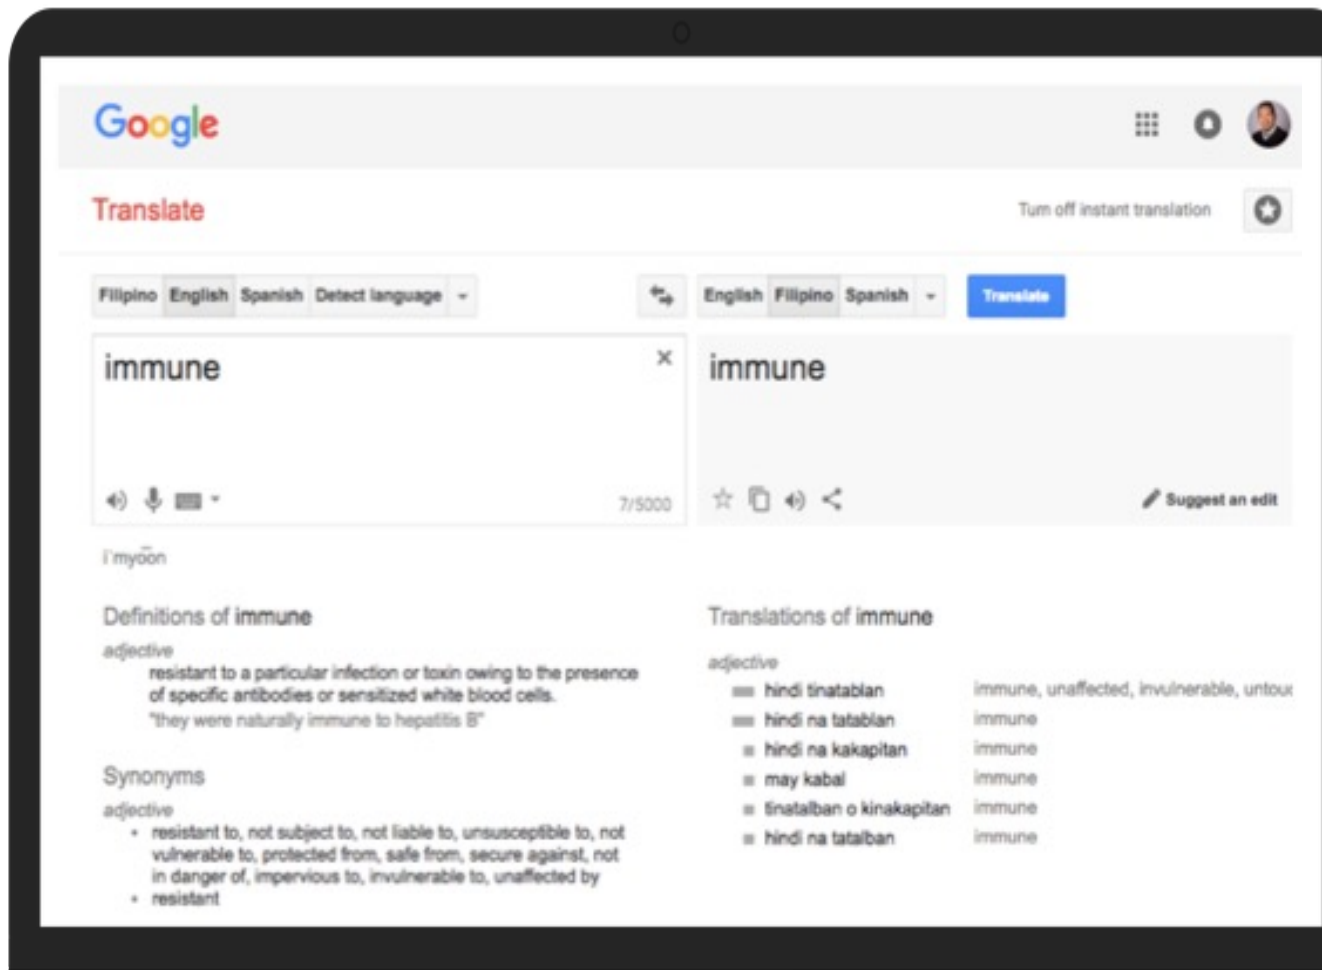 Google
Translate
Turn off instant translation
Filipino English Spanish Detect language
English Filipino Spanish Translate
immune
immune
7/5000
Suggest an edit
i'myo͞on
Definitions of immune
adjective
resistant to a particular infection or toxin owing to the presence
of specific antibodies or sensitized white blood cells.
"they were naturally immune to hepatitis B"
Synonyms
adjective
• resistant to, not subject to, not liable to, unsusceptible to, not
vulnerable to, protected from, safe from, secure against, not
in danger of, impervious to, invulnerable to, unaffected by
• resistant
Translations of immune
adjective
hindi tinatablan immune, unaffected, invulnerable, untouc
hindi na tatablan immune
hindi na kakapitan immune
may kabal immune
tinatalban o kinakapitan immune
hindi na tatalban immune